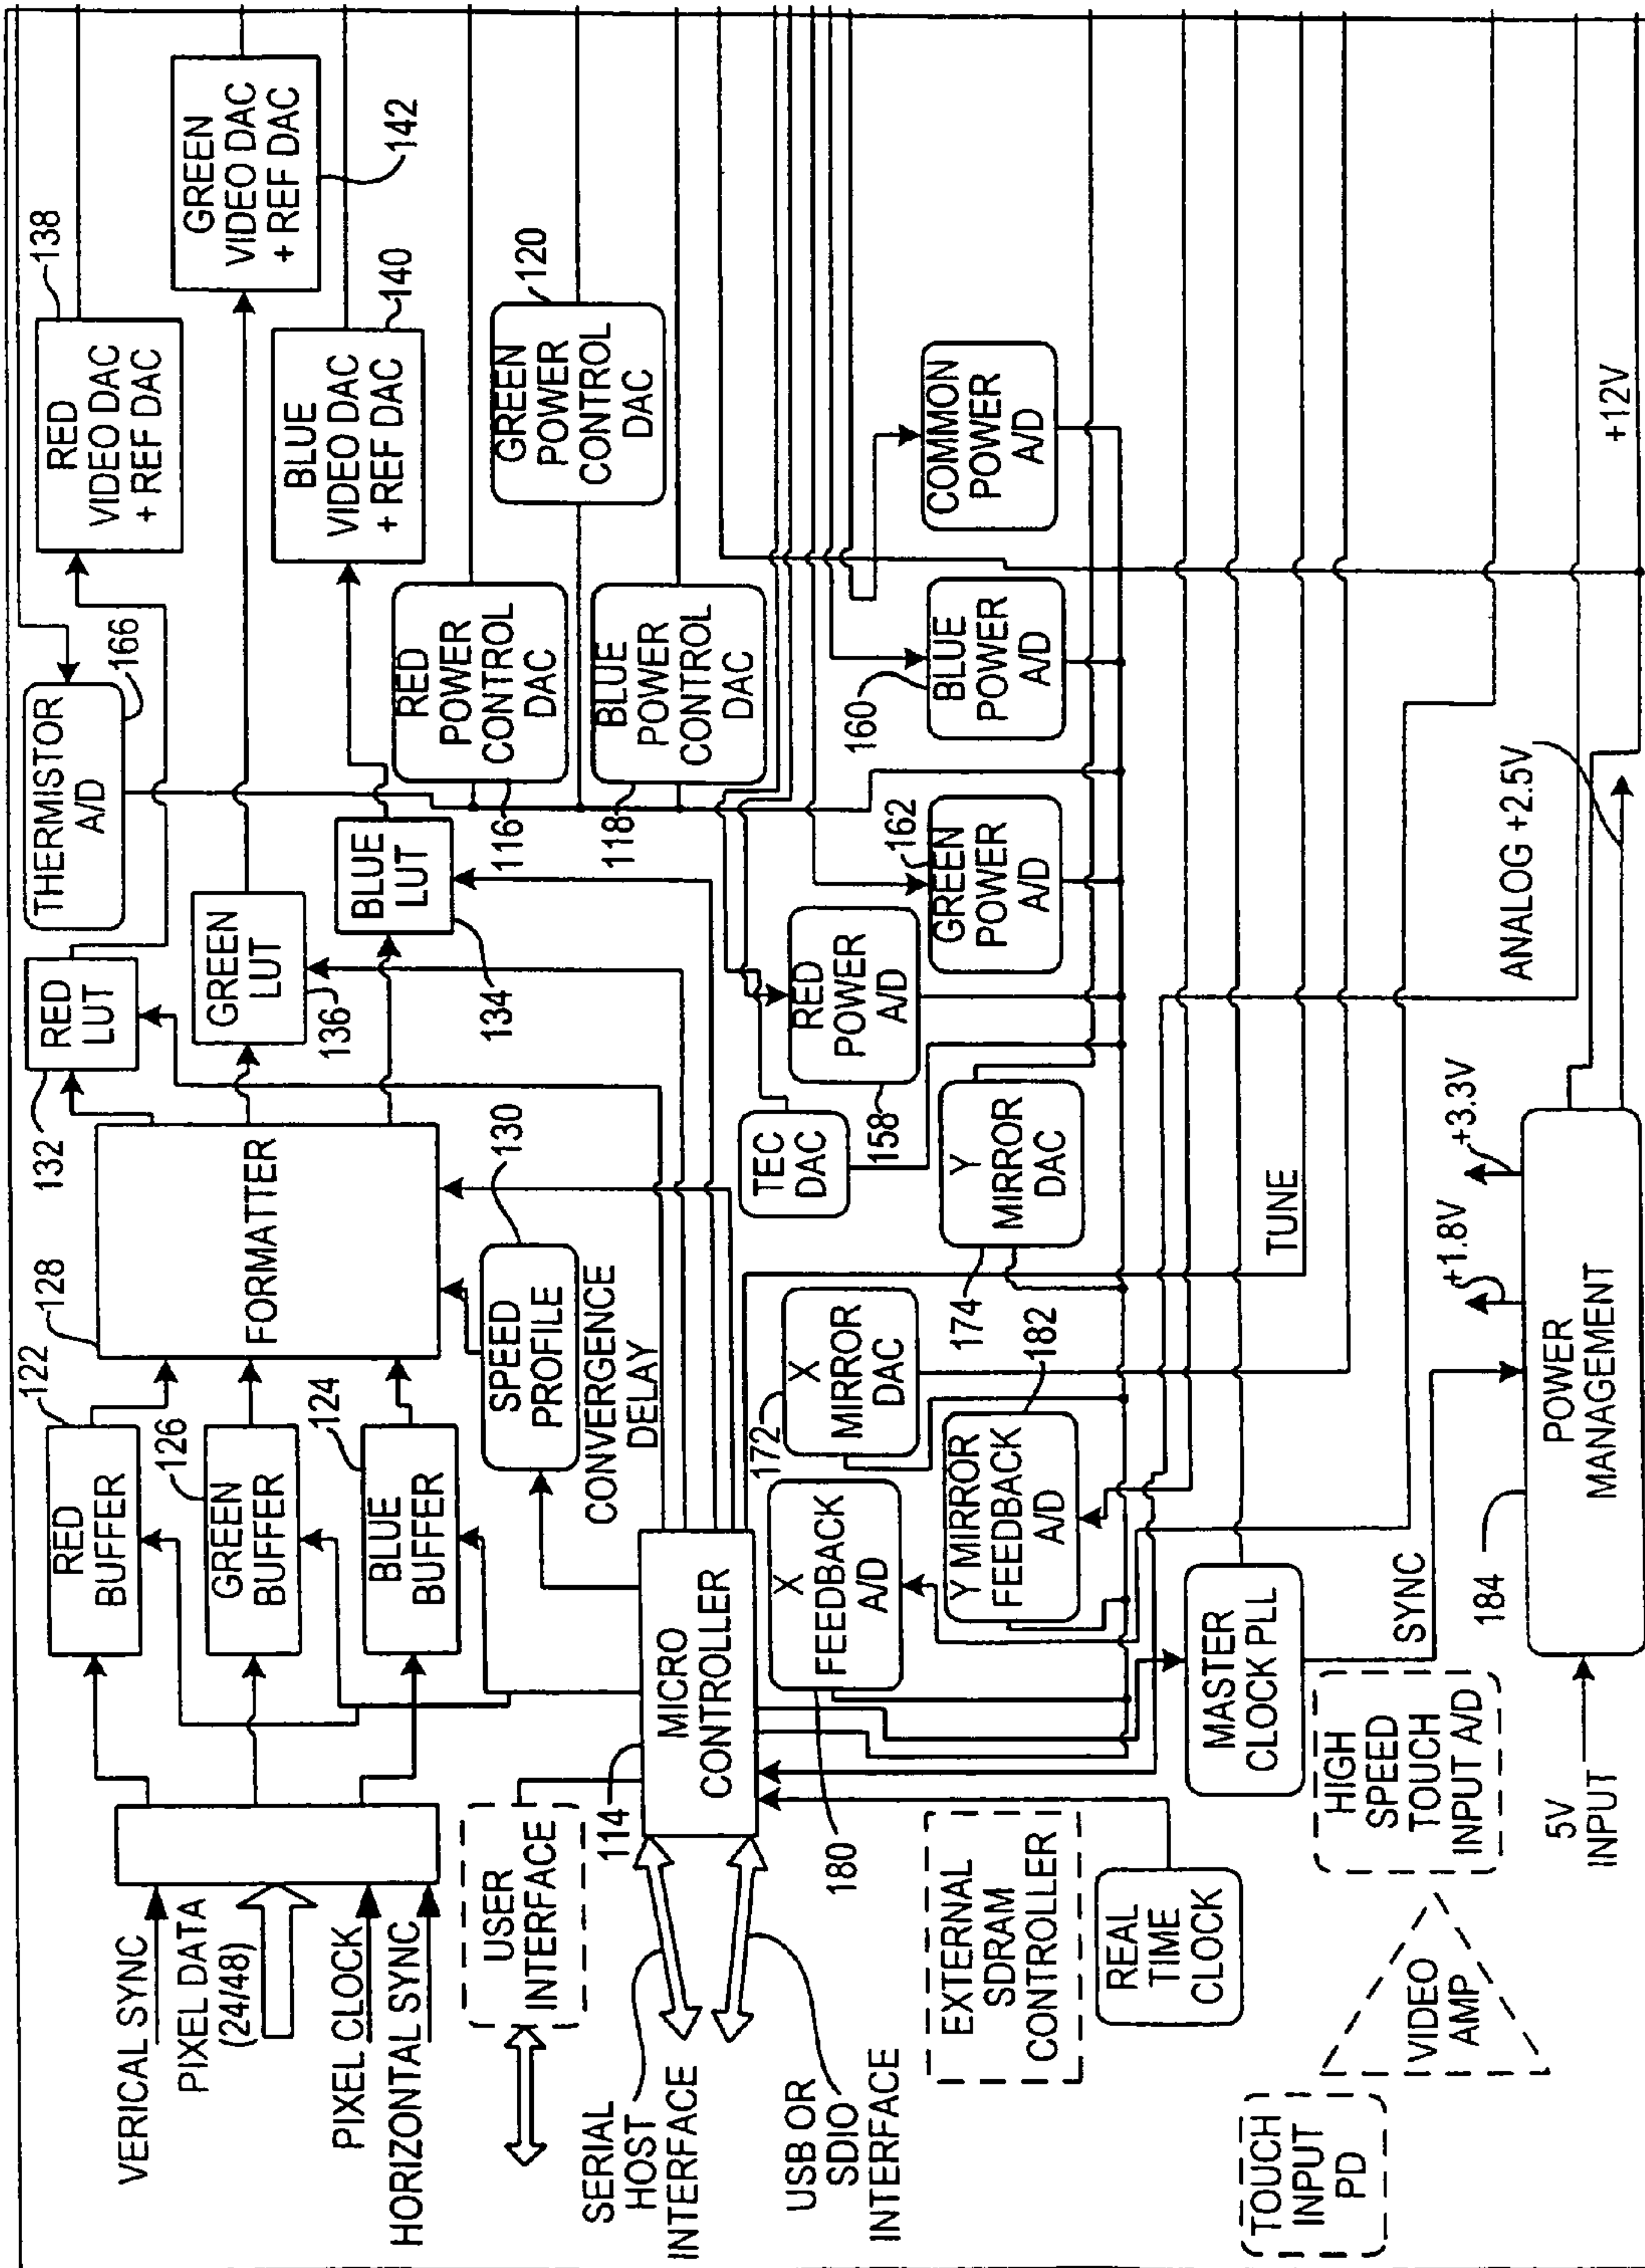 VERICAL SYNC
PIXEL DATA
(24/48)
PIXEL CLOCK
HORIZONTAL SYNC
RED
BUFFER
122
GREEN
BUFFER
126
BLUE
BUFFER
124
FORMATTER
128
SPEED
PROFILE
130
CONVERGENCE
DELAY
RED
LUT
132
GREEN
LUT
136
BLUE
LUT
134
THERMISTOR
A/D
166
RED
VIDEO DAC
+ REF DAC
138
GREEN
VIDEO DAC
+ REF DAC
142
BLUE
VIDEO DAC
+ REF DAC
140
RED
POWER
CONTROL
DAC
116
GREEN
POWER
CONTROL
DAC
120
BLUE
POWER
CONTROL
DAC
118
USER
INTERFACE
SERIAL
HOST
INTERFACE
USB OR
SDIO
INTERFACE
114
MICRO
CONTROLLER
TEC
DAC
RED
POWER
A/D
158
GREEN
POWER
A/D
162
BLUE
POWER
A/D
160
COMMON
POWER
A/D
X
FEEDBACK
A/D
180
X
MIRROR
DAC
172
Y MIRROR
FEEDBACK
A/D
182
Y
MIRROR
DAC
174
EXTERNAL
SDRAM
CONTROLLER
REAL
TIME
CLOCK
MASTER
CLOCK PLL
TUNE
SYNC
TOUCH
INPUT
PD
VIDEO
AMP
HIGH
SPEED
TOUCH
INPUT A/D
5V
INPUT
184
POWER
MANAGEMENT
+1.8V
+3.3V
ANALOG +2.5V
+12V